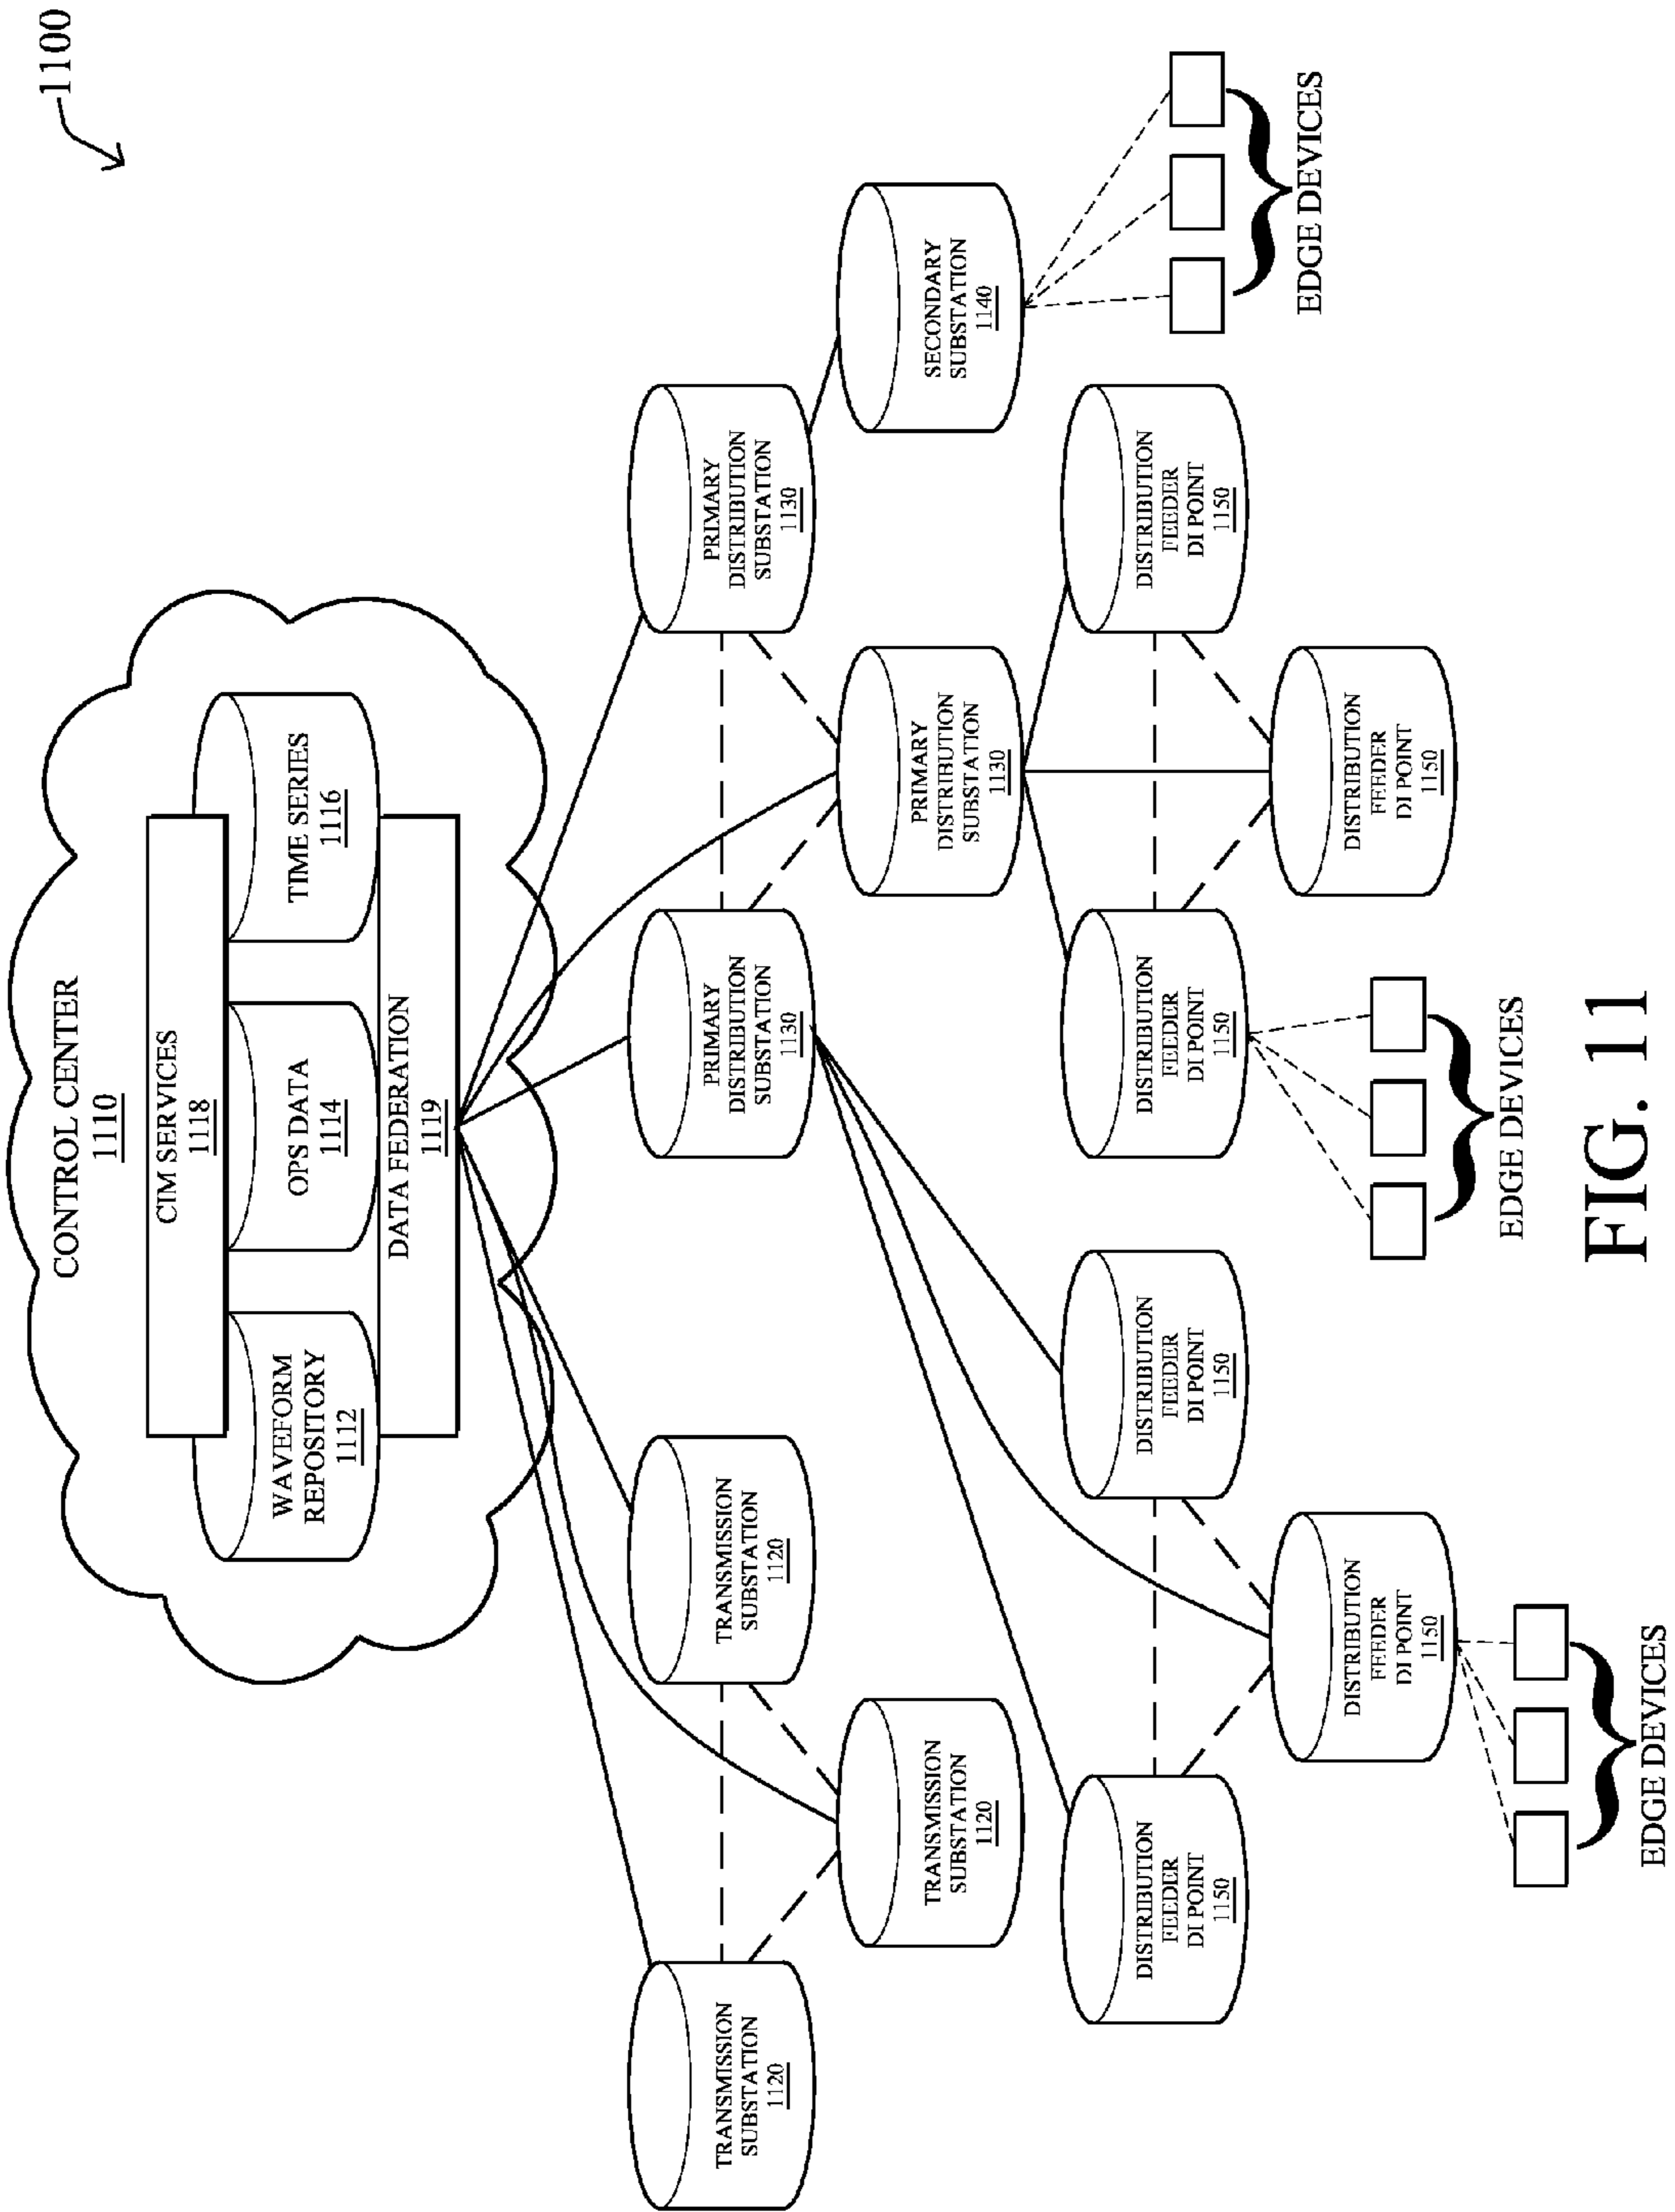 1100
CONTROL CENTER
1110
CIM SERVICES
1118
WAVEFORM
REPOSITORY
1112
OPS DATA
1114
TIME SERIES
1116
DATA FEDERATION
1119
TRANSMISSION
SUBSTATION
1120
TRANSMISSION
SUBSTATION
1120
PRIMARY
DISTRIBUTION
SUBSTATION
1130
PRIMARY
DISTRIBUTION
SUBSTATION
1130
TRANSMISSION
SUBSTATION
1120
PRIMARY
DISTRIBUTION
SUBSTATION
1130
SECONDARY
SUBSTATION
1140
DISTRIBUTION
FEEDER
DI POINT
1150
DISTRIBUTION
FEEDER
DI POINT
1150
DISTRIBUTION
FEEDER
DI POINT
1150
DISTRIBUTION
FEEDER
DI POINT
1150
EDGE DEVICES
DISTRIBUTION
FEEDER
DI POINT
1150
DISTRIBUTION
FEEDER
DI POINT
1150
EDGE DEVICES
EDGE DEVICES
FIG. 11